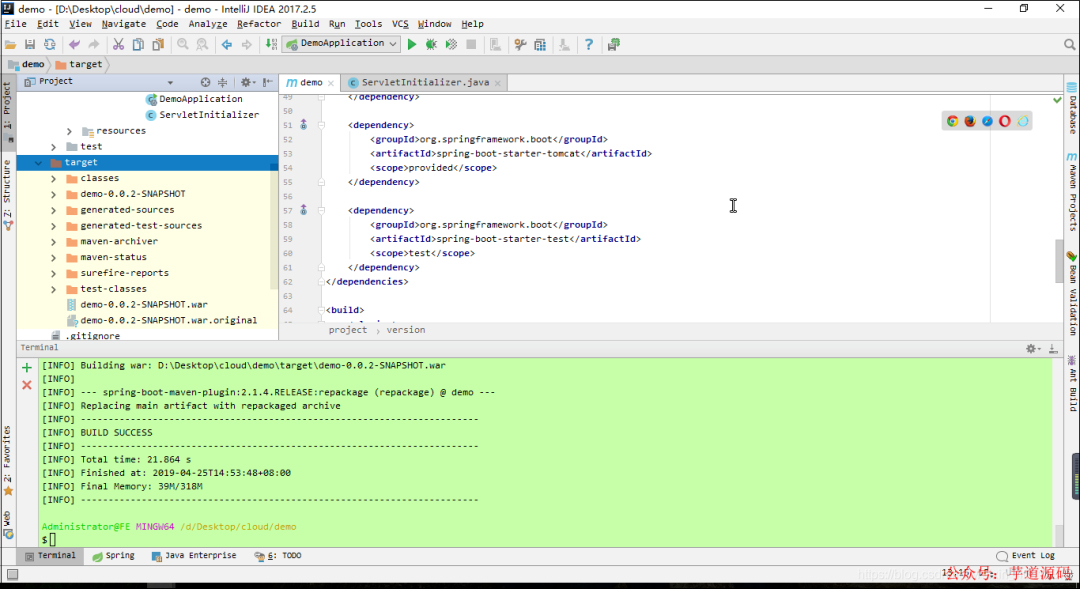 demo - [D:\Desktop\cloud\demo] - demo - IntelliJ IDEA 2017.2.5
File Edit View Navigate Code Analyze Refactor Build Run Tools VCS Window Help
DemoApplication
demo target
Project
demo ServletInitializer.java
1: Project
Z: Structure
2: Favorites
Web
DemoApplication
ServletInitializer
resources
test
target
classes
demo-0.0.2-SNAPSHOT
generated-sources
generated-test-sources
maven-archiver
maven-status
surefire-reports
test-classes
demo-0.0.2-SNAPSHOT.war
demo-0.0.2-SNAPSHOT.war.original
.gitignore
49 </dependency>
50
51 <dependency>
52 <groupId>org.springframework.boot</groupId>
53 <artifactId>spring-boot-starter-tomcat</artifactId>
54 <scope>provided</scope>
55 </dependency>
56
57 <dependency>
58 <groupId>org.springframework.boot</groupId>
59 <artifactId>spring-boot-starter-test</artifactId>
60 <scope>test</scope>
61 </dependency>
62 </dependencies>
63
64 <build>
project › version
Database
Maven Projects
Bean Validation
Ant Build
Terminal
[INFO] Building war: D:\Desktop\cloud\demo\target\demo-0.0.2-SNAPSHOT.war
[INFO]
[INFO] --- spring-boot-maven-plugin:2.1.4.RELEASE:repackage (repackage) @ demo ---
[INFO] Replacing main artifact with repackaged archive
[INFO] ------------------------------------------------------------------------
[INFO] BUILD SUCCESS
[INFO] ------------------------------------------------------------------------
[INFO] Total time: 21.864 s
[INFO] Finished at: 2019-04-25T14:53:48+08:00
[INFO] Final Memory: 39M/318M
[INFO] ------------------------------------------------------------------------
Administrator@FE MINGW64 /d/Desktop/cloud/demo
$
Terminal Spring Java Enterprise 6: TODO Event Log
公众号：芋道源码